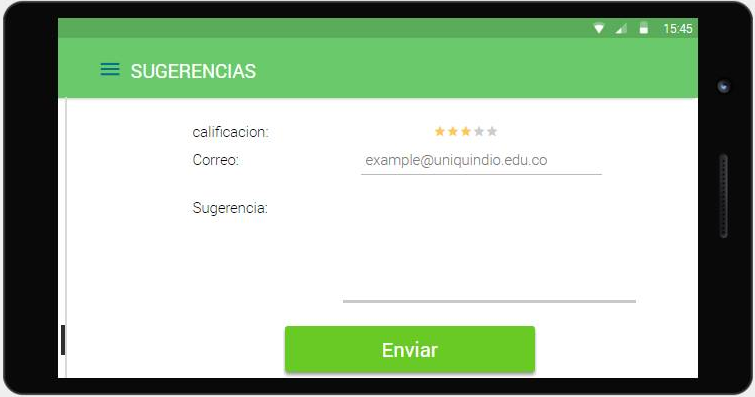 15:45
SUGERENCIAS
calificacion:
Correo: example@uniquindio.edu.co
Sugerencia:
Enviar